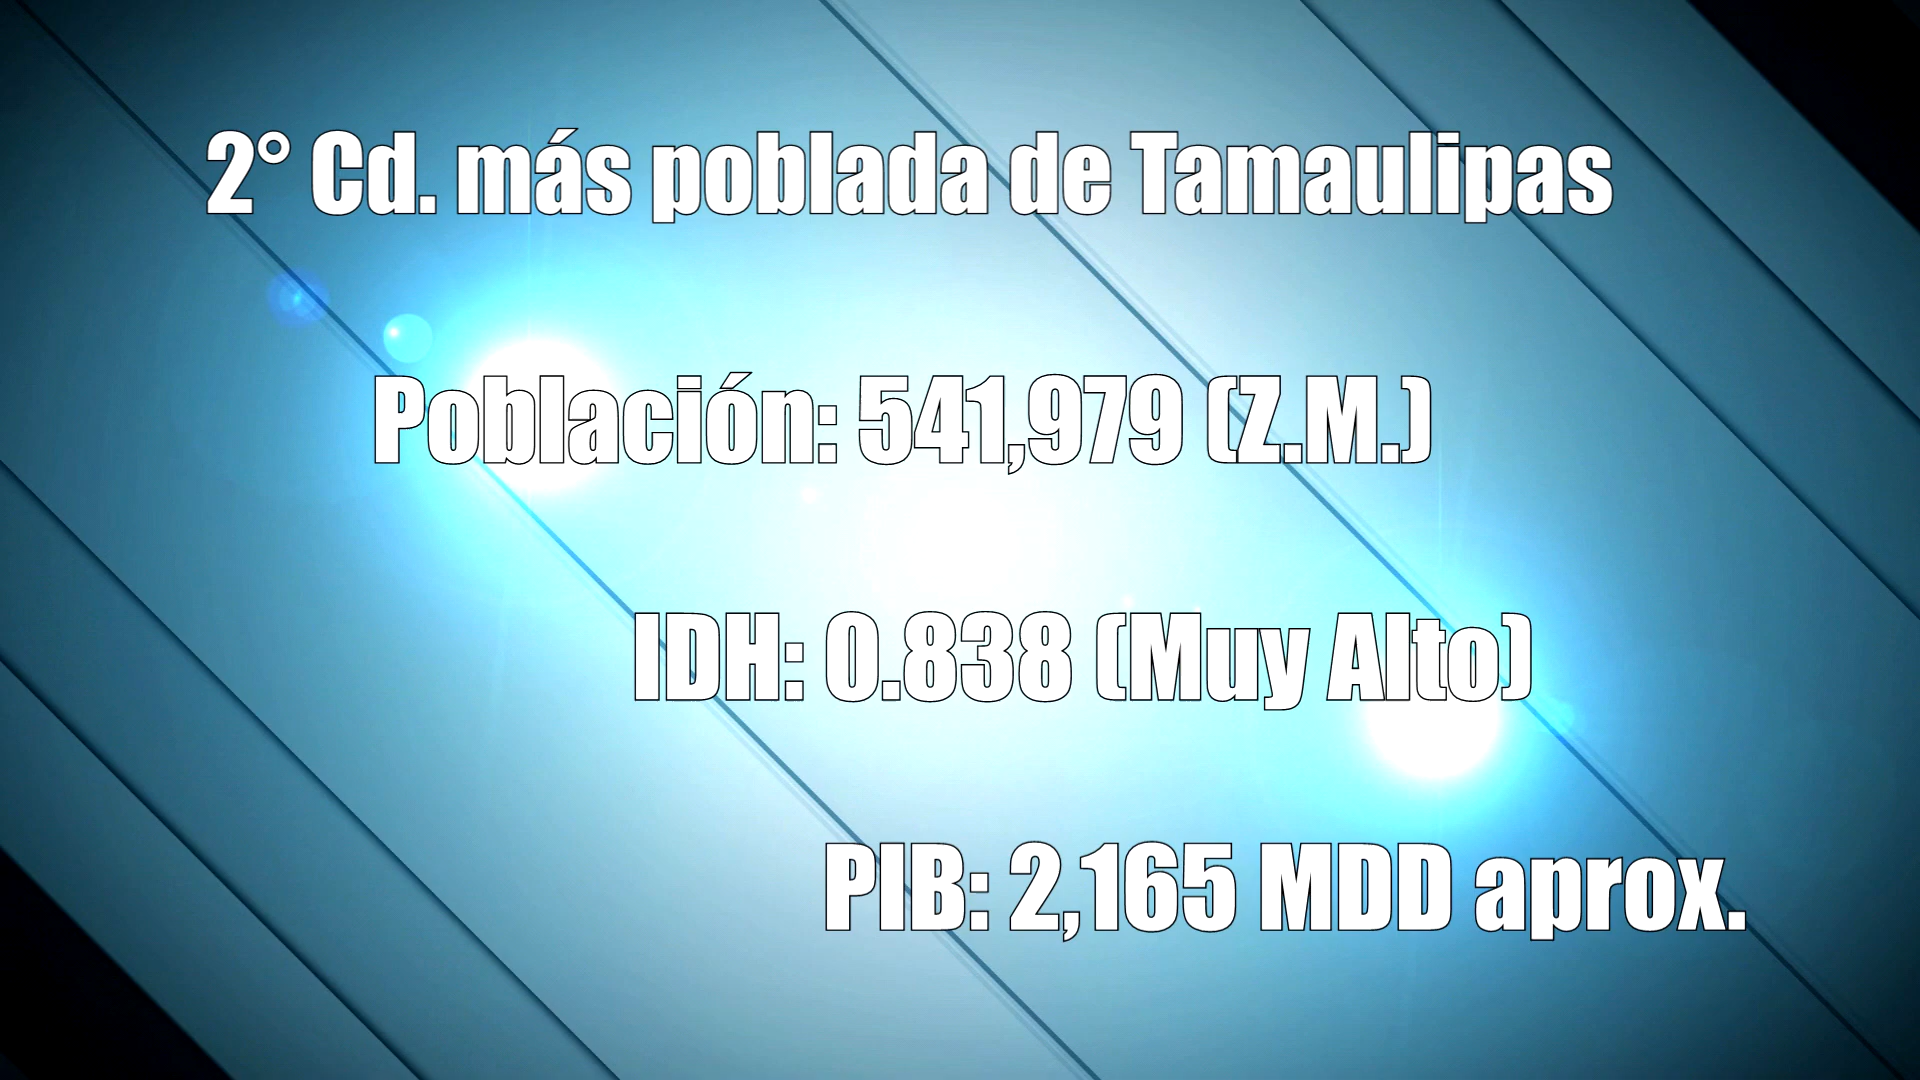 2° Cd. más poblada de Tamaulipas
Población: 541,979 (Z.M.)
IDH: 0.838 (Muy Alto)
PIB: 2,165 MDD aprox.